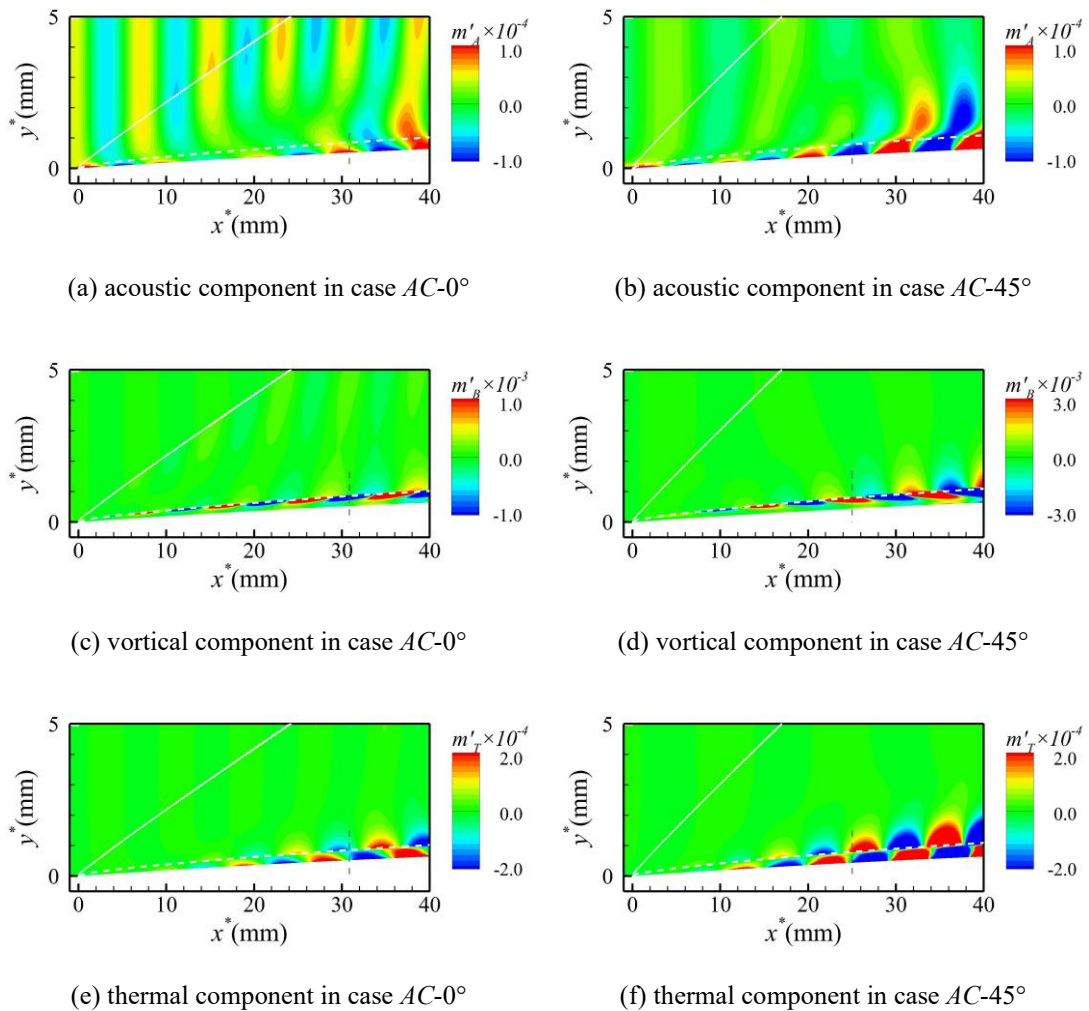 5
y*(mm)
0
0 10 20 30 40
x*(mm)
m'A×10-4
1.0
0.0
-1.0
5
y*(mm)
0
0 10 20 30 40
x*(mm)
m'A×10-4
1.0
0.0
-1.0
(a) acoustic component in case AC-0°
(b) acoustic component in case AC-45°
5
y*(mm)
0
0 10 20 30 40
x*(mm)
m'B×10-3
1.0
0.0
-1.0
5
y*(mm)
0
0 10 20 30 40
x*(mm)
m'B×10-3
3.0
0.0
-3.0
(c) vortical component in case AC-0°
(d) vortical component in case AC-45°
5
y*(mm)
0
0 10 20 30 40
x*(mm)
m'T×10-4
2.0
0.0
-2.0
5
y*(mm)
0
0 10 20 30 40
x*(mm)
m'T×10-4
2.0
0.0
-2.0
(e) thermal component in case AC-0°
(f) thermal component in case AC-45°